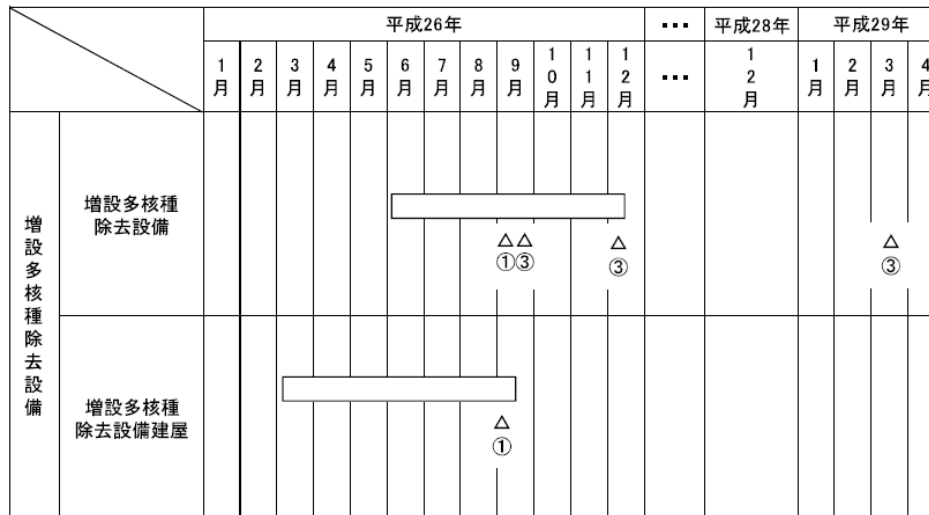 平成26年 ••• 平成28年 平成29年
1月 2月 3月 4月 5月 6月 7月 8月 9月 10月 11月 12月 ••• 12月 1月 2月 3月 4月
増設多核種除去設備
増設多核種
除去設備
△△ △ △
①③ ③ ③
増設多核種
除去設備建屋
△
①